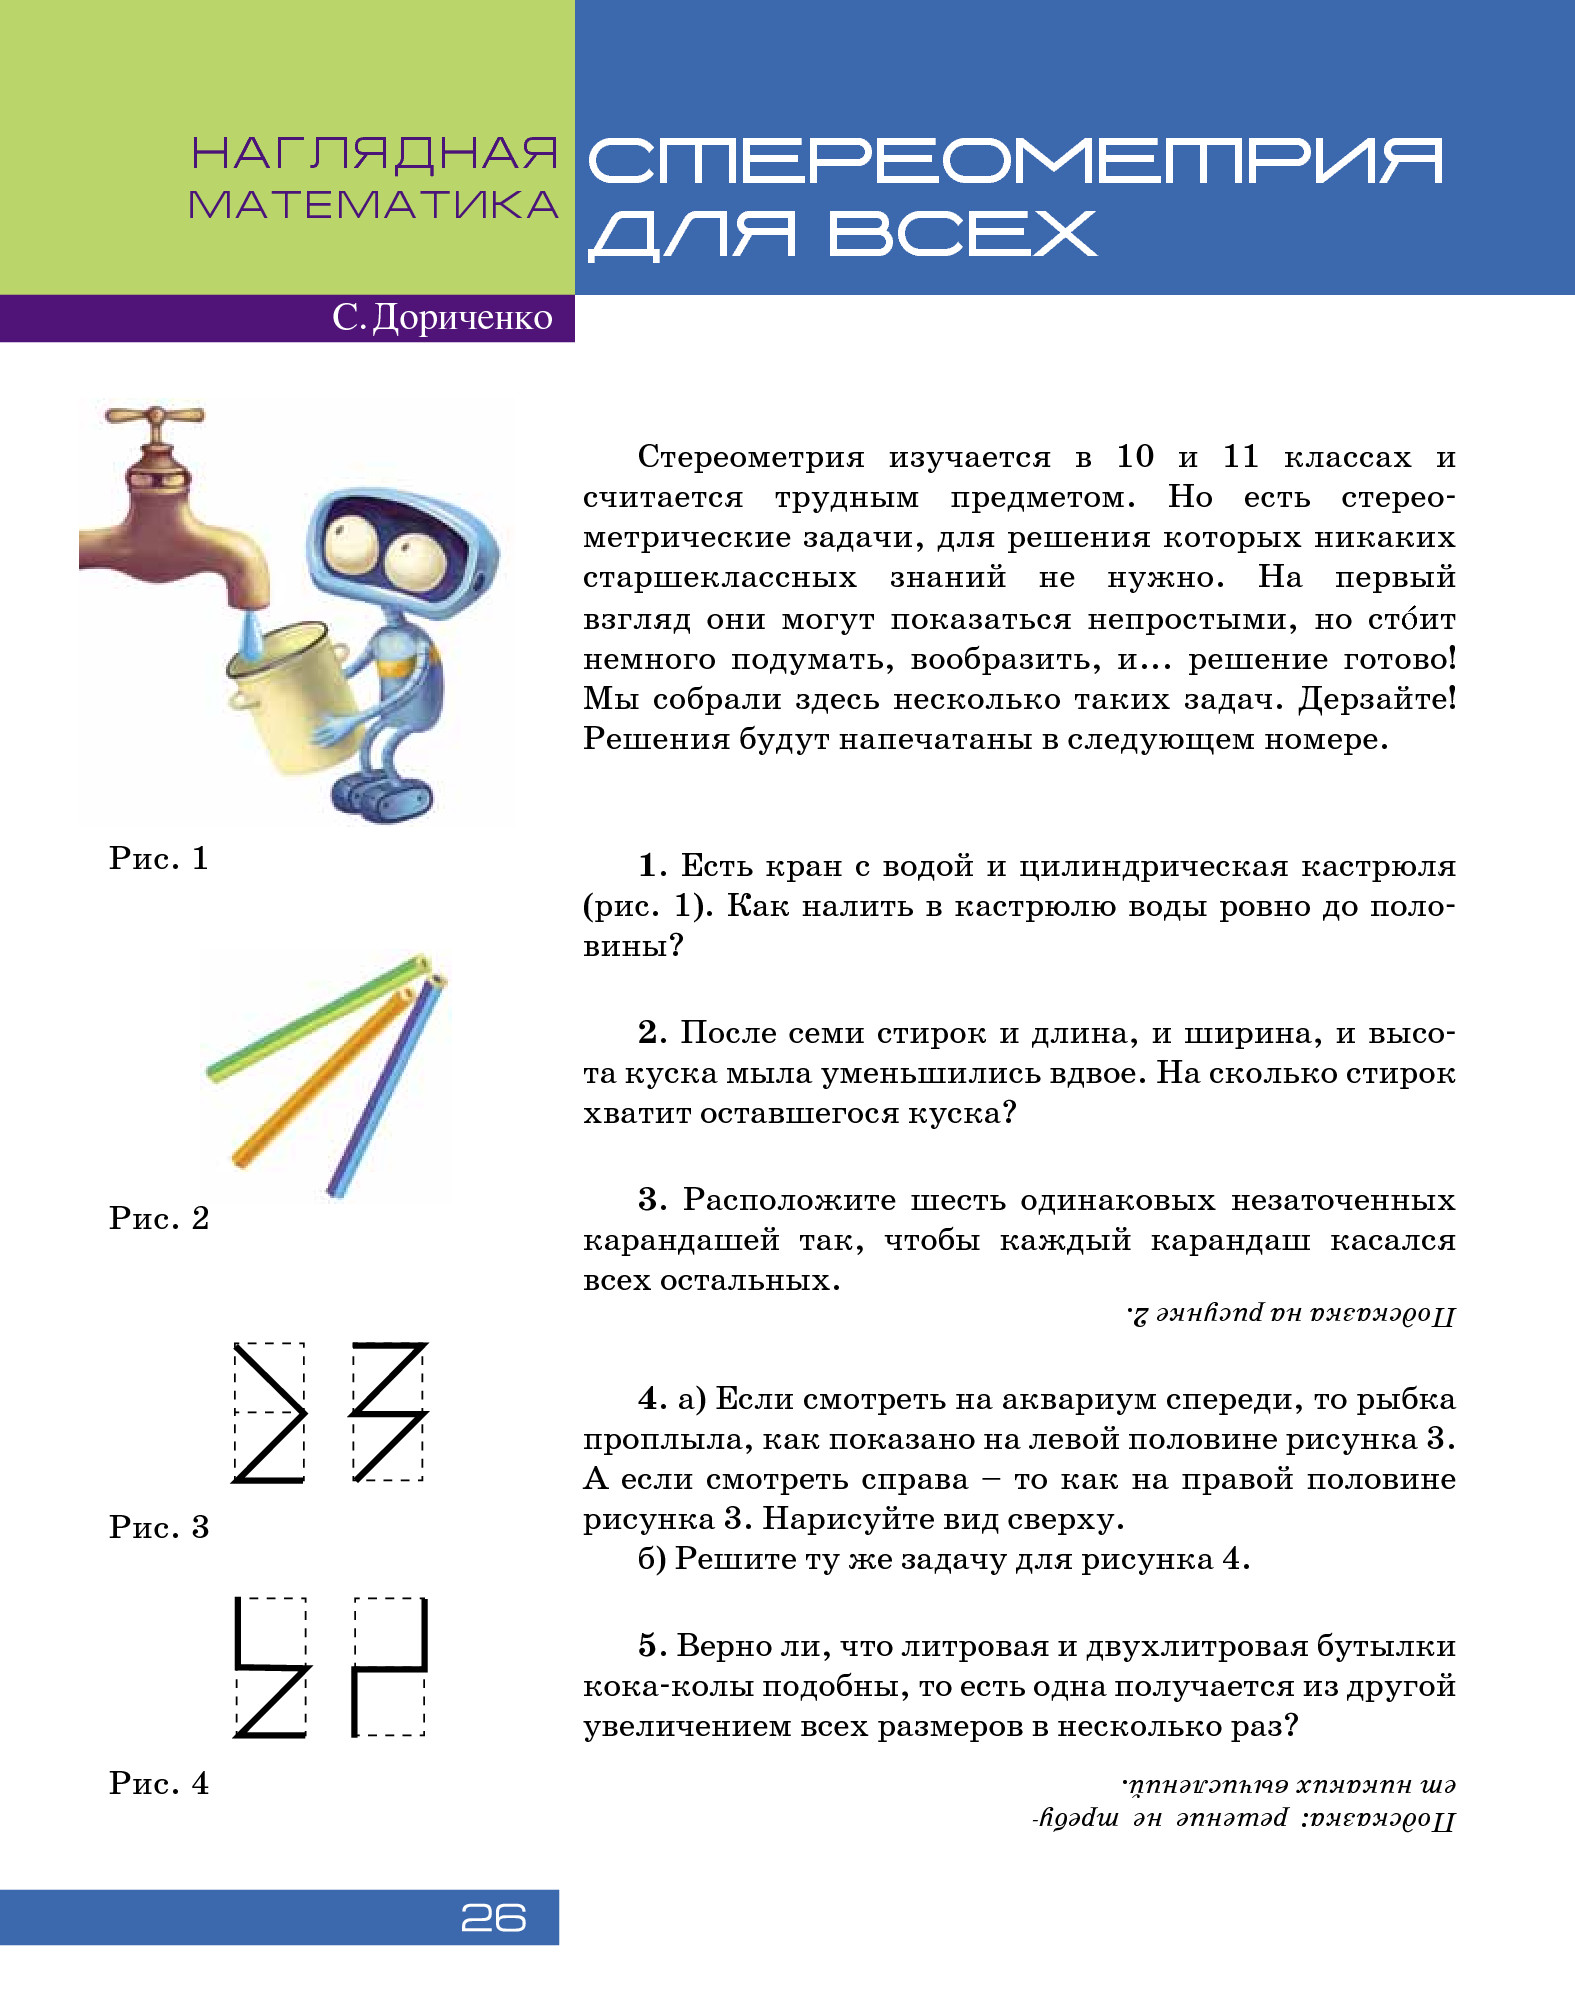 НАГЛЯДНАЯ
МАТЕМАТИКА
СТЕРЕОМЕТРИЯ
ДЛЯ ВСЕХ
С. Дориченко
Стереометрия изучается в 10 и 11 классах и
считается трудным предметом. Но есть стерео-
метрические задачи, для решения которых никаких
старшеклассных знаний не нужно. На первый
взгляд они могут показаться непростыми, но сто́ит
немного подумать, вообразить, и... решение готово!
Мы собрали здесь несколько таких задач. Дерзайте!
Решения будут напечатаны в следующем номере.
Рис. 1
1. Есть кран с водой и цилиндрическая кастрюля
(рис. 1). Как налить в кастрюлю воды ровно до поло-
вины?
2. После семи стирок и длина, и ширина, и высо-
та куска мыла уменьшились вдвое. На сколько стирок
хватит оставшегося куска?
Рис. 2
3. Расположите шесть одинаковых незаточенных
карандашей так, чтобы каждый карандаш касался
всех остальных.
Подсказка на рисунке 2.
4. а) Если смотреть на аквариум спереди, то рыбка
проплыла, как показано на левой половине рисунка 3.
А если смотреть справа – то как на правой половине
рисунка 3. Нарисуйте вид сверху.
б) Решите ту же задачу для рисунка 4.
Рис. 3
5. Верно ли, что литровая и двухлитровая бутылки
кока-колы подобны, то есть одна получается из другой
увеличением всех размеров в несколько раз?
Рис. 4
Подсказка: решение не требу-
ет никаких вычислений.
26